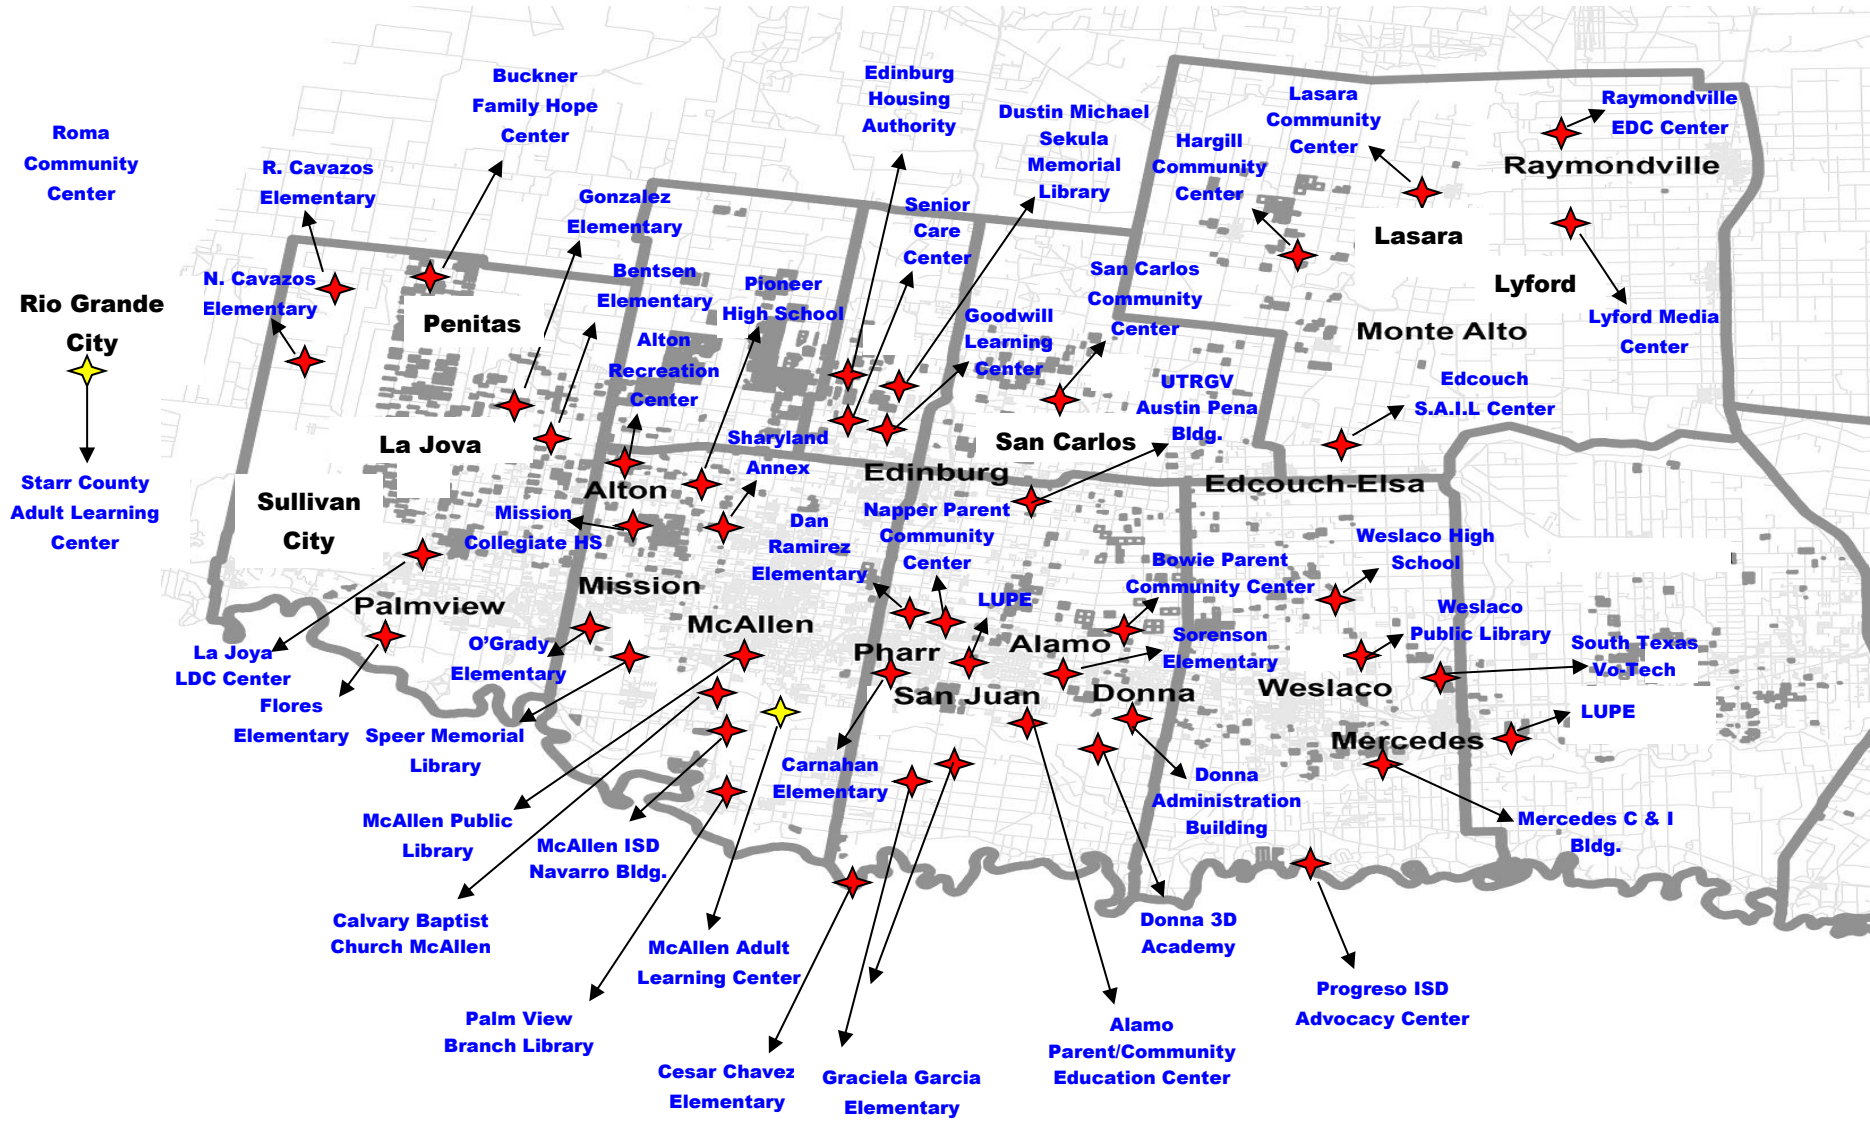 Roma
Community
Center
Rio Grande
City
Starr County
Adult Learning
Center
R. Cavazos
Elementary
N. Cavazos
Elementary
Buckner
Family Hope
Center
Penitas
Gonzalez
Elementary
Bentsen
Elementary
Alton
Recreation
Center
Pioneer
High School
Edinburg
Housing
Authority
Senior
Care
Center
Dustin Michael
Sekula
Memorial
Library
Goodwill
Learning
Center
San Carlos
Community
Center
Hargill
Community
Center
Lasara
Community
Center
Raymondville
EDC Center
Raymondville
Lasara
Lyford
Lyford Media
Center
Monte Alto
Edcouch
S.A.I.L Center
UTRGV
Austin Pena
Bldg.
San Carlos
La Jova
Sharyland
Annex
Edinburg
Edcouch-Elsa
Alton
Sullivan
City
Mission
Collegiate HS
Napper Parent
Community
Center
Dan
Ramirez
Elementary
Weslaco High
School
Bowie Parent
Community Center
Mission
Palmview
LUPE
Weslaco
Public Library
McAllen
Alamo
Sorenson
Elementary
South Texas
Vo-Tech
O'Grady
Elementary
La Joya
LDC Center
Pharr
San Juan
Donna
Weslaco
Flores
Elementary
Speer Memorial
Library
LUPE
Mercedes
Carnahan
Elementary
Donna
Administration
Building
McAllen Public
Library
McAllen ISD
Navarro Bldg.
Mercedes C & I
Bldg.
Calvary Baptist
Church McAllen
McAllen Adult
Learning Center
Donna 3D
Academy
Progreso ISD
Advocacy Center
Palm View
Branch Library
Alamo
Parent/Community
Education Center
Cesar Chavez
Elementary
Graciela Garcia
Elementary